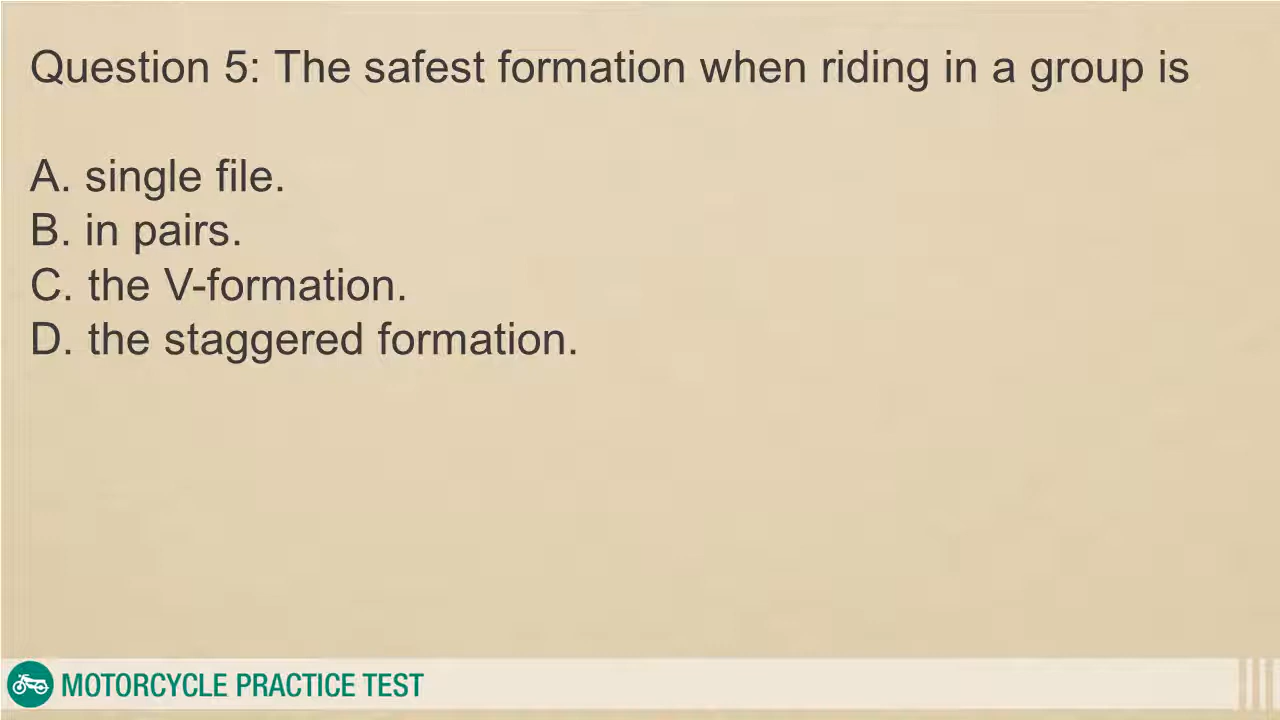 Question 5: The safest formation when riding in a group is
A. single file.
B. in pairs.
C. the V-formation.
D. the staggered formation.
MOTORCYCLE PRACTICE TEST